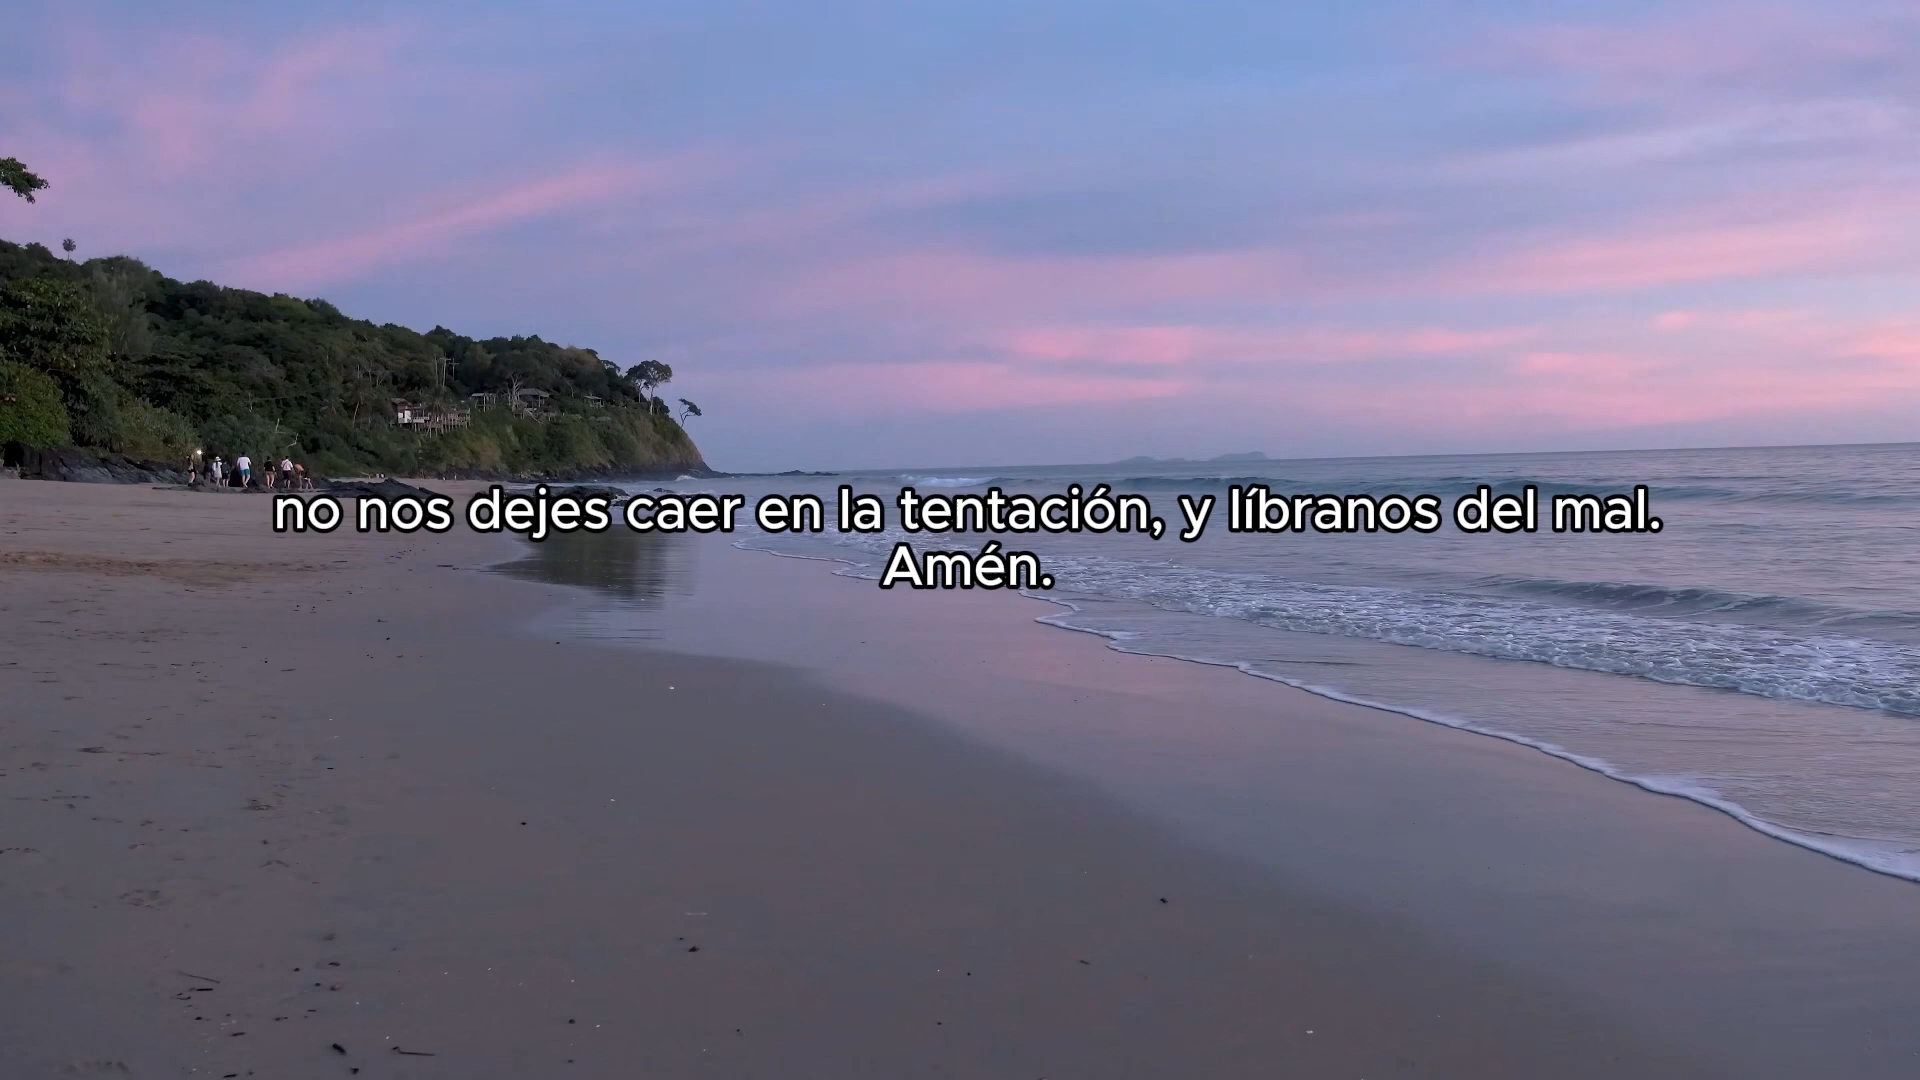 no nos dejes caer en la tentación, y líbranos del mal.
Amén.